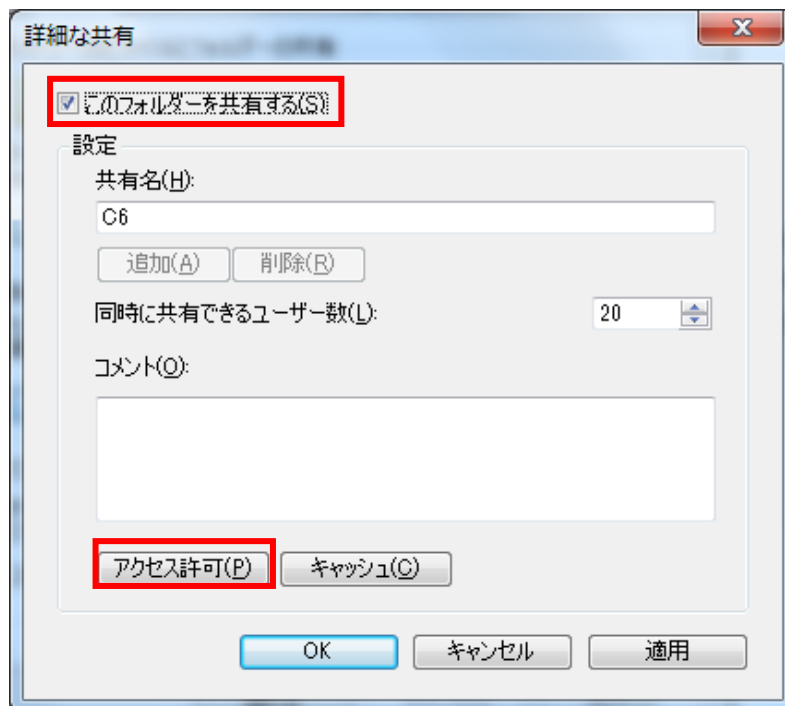 詳細な共有
このフォルダーを共有する(S)
設定
共有名(H):
C6
追加(A) 削除(R)
同時に共有できるユーザー数(L): 20
コメント(O):
アクセス許可(P) キャッシュ(C)
OK キャンセル 適用